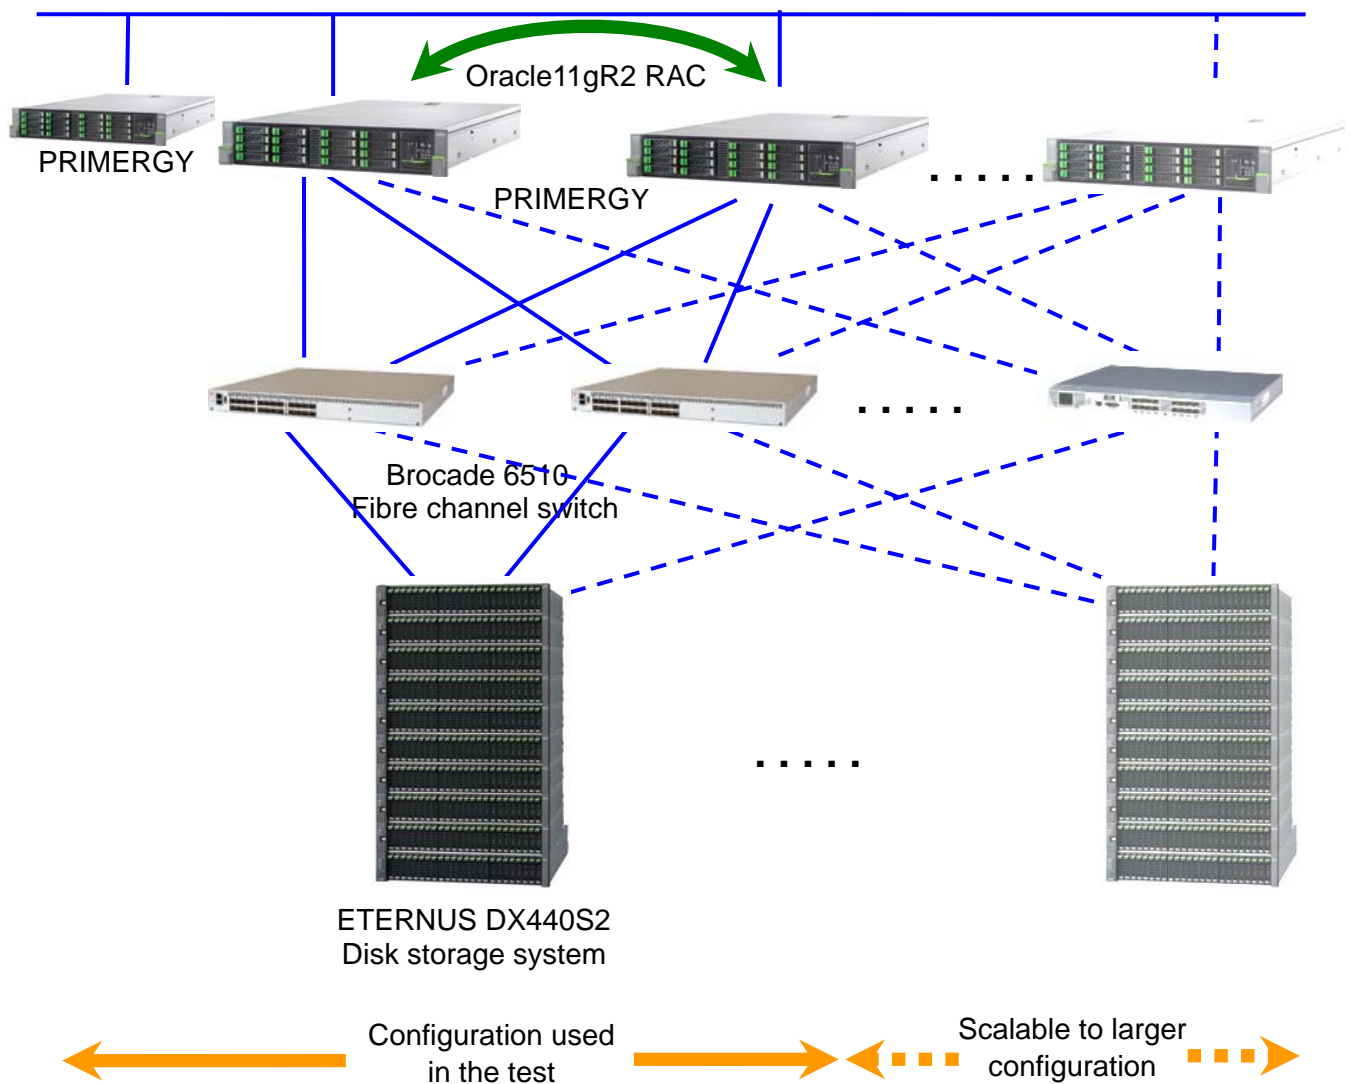 Oracle11gR2 RAC
PRIMERGY
PRIMERGY
Brocade 6510
Fibre channel switch
ETERNUS DX440S2
Disk storage system
Configuration used
in the test
Scalable to larger
configuration